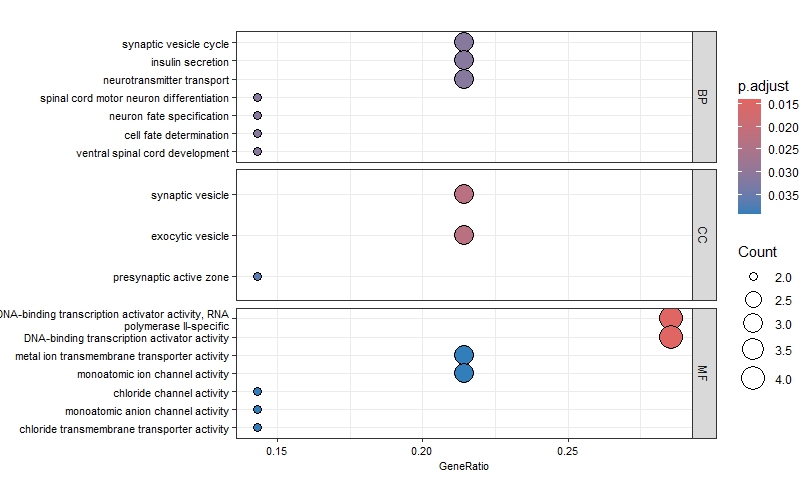 synaptic vesicle cycle
insulin secretion
neurotransmitter transport
spinal cord motor neuron differentiation
neuron fate specification
cell fate determination
ventral spinal cord development
BP
synaptic vesicle
exocytic vesicle
presynaptic active zone
CC
DNA-binding transcription activator activity, RNA
polymerase II-specific
DNA-binding transcription activator activity
metal ion transmembrane transporter activity
monoatomic ion channel activity
chloride channel activity
monoatomic anion channel activity
chloride transmembrane transporter activity
MF
0.15 0.20 0.25
GeneRatio
p.adjust
0.015
0.020
0.025
0.030
0.035
Count
2.0
2.5
3.0
3.5
4.0